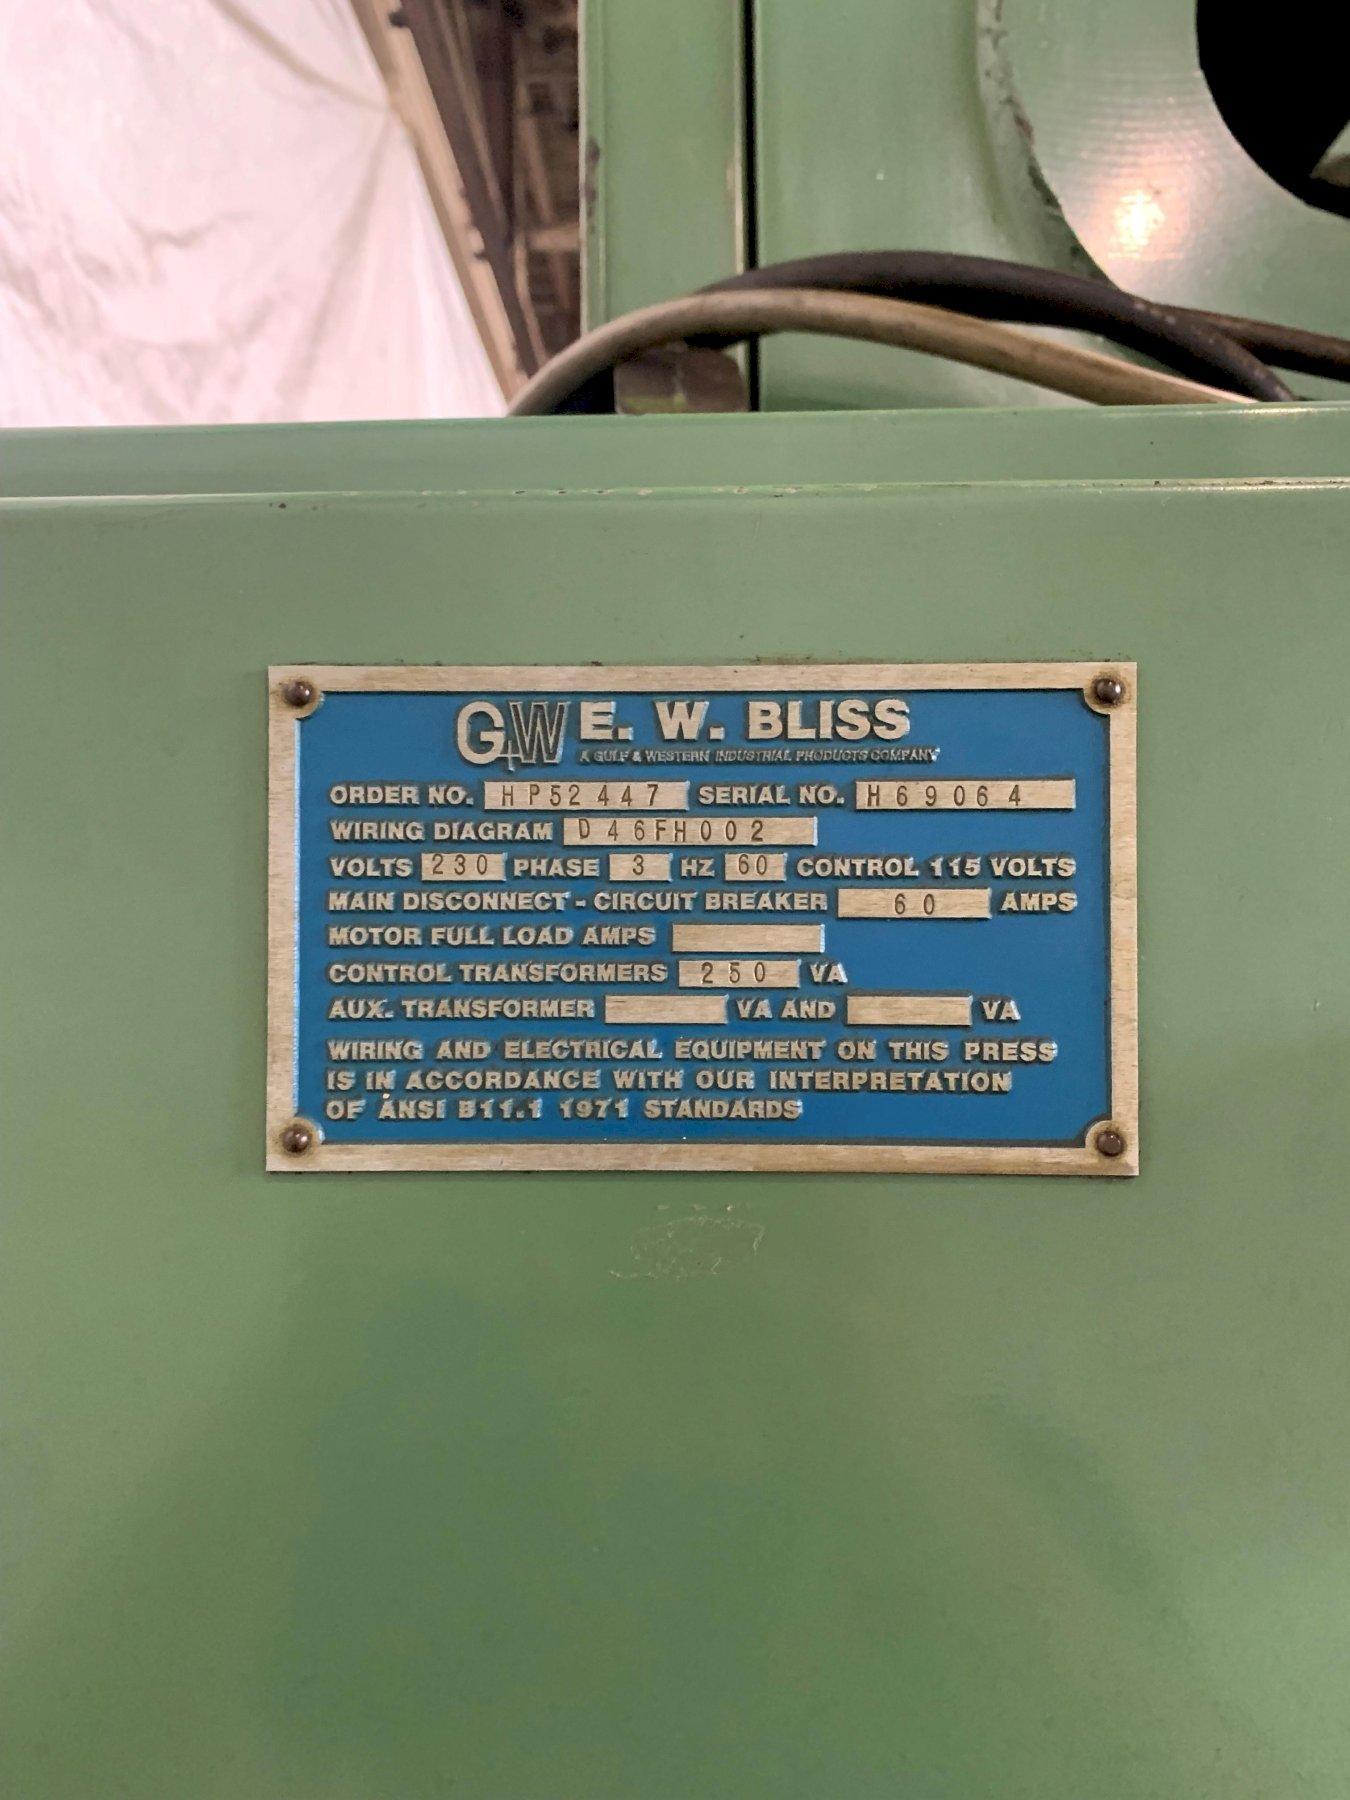 G+W E. W. BLISS
A GULF & WESTERN INDUSTRIAL PRODUCTS COMPANY
ORDER NO. HP52447 SERIAL NO. H69064
WIRING DIAGRAM D46FH002
VOLTS 230 PHASE 3 HZ 60 CONTROL 115 VOLTS
MAIN DISCONNECT - CIRCUIT BREAKER 60 AMPS
MOTOR FULL LOAD AMPS
CONTROL TRANSFORMERS 250 VA
AUX. TRANSFORMER VA AND VA
WIRING AND ELECTRICAL EQUIPMENT ON THIS PRESS
IS IN ACCORDANCE WITH OUR INTERPRETATION
OF ANSI B11.1 1971 STANDARDS